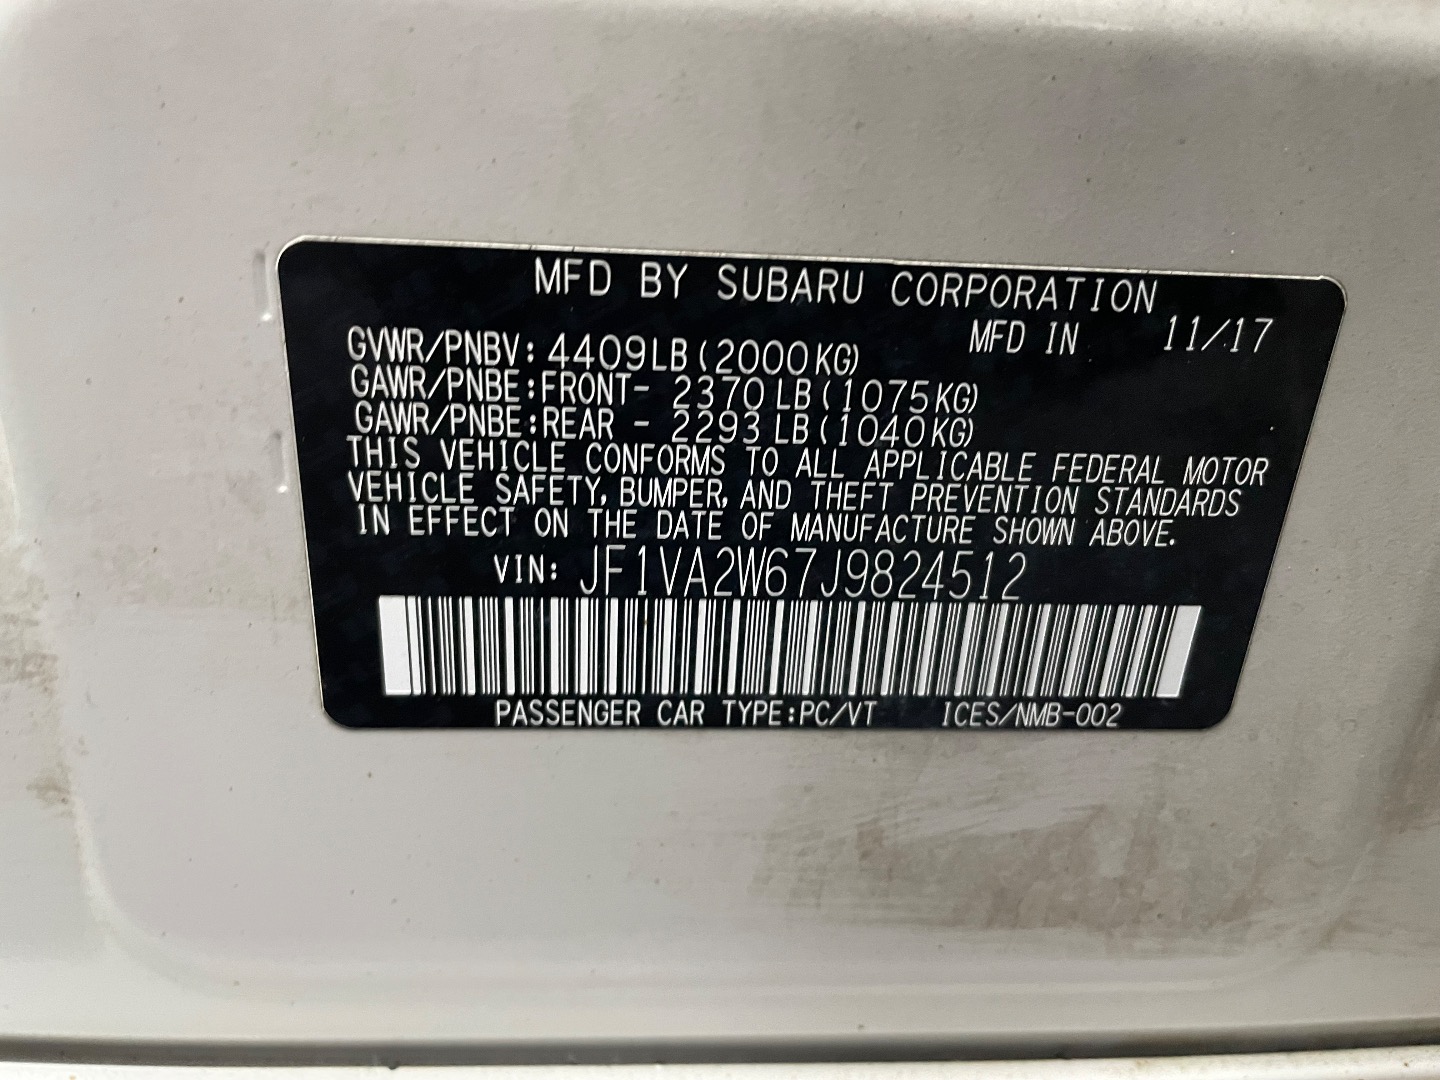 MFD BY SUBARU CORPORATION
MFD IN 11/17
GVWR/PNBV: 4409LB(2000KG)
GAWR/PNBE:FRONT- 2370LB(1075KG)
GAWR/PNBE:REAR - 2293LB(1040KG)
THIS VEHICLE CONFORMS TO ALL APPLICABLE FEDERAL MOTOR
VEHICLE SAFETY, BUMPER, AND THEFT PREVENTION STANDARDS
IN EFFECT ON THE DATE OF MANUFACTURE SHOWN ABOVE.
VIN: JF1VA2W67J9824512
PASSENGER CAR TYPE:PC/VT ICES/NMB-002